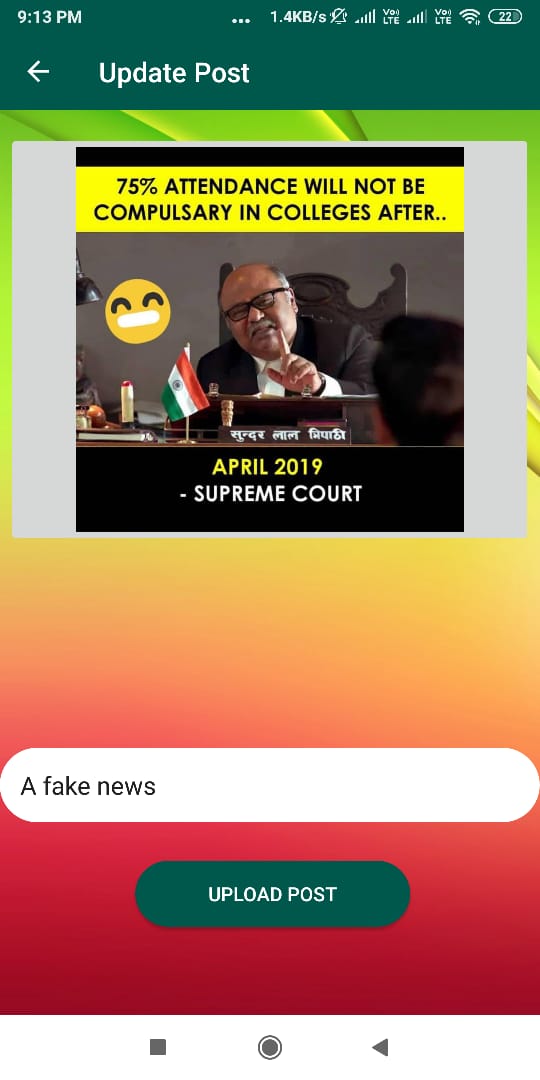 9:13 PM ... 1.4KB/s Vo) LTE Vo) LTE 22
Update Post
75% ATTENDANCE WILL NOT BE
COMPULSARY IN COLLEGES AFTER..
सुन्दर लाल त्रिपाठी
APRIL 2019
- SUPREME COURT
A fake news
UPLOAD POST